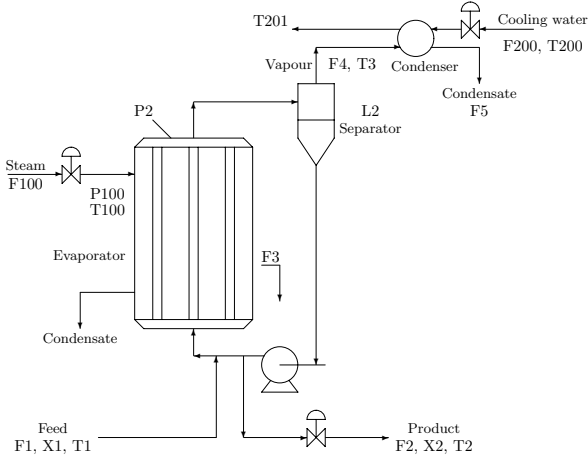 T201
Cooling water
F200, T200
Vapour
F4, T3
Condenser
Condensate
F5
P2
L2
Separator
Steam
F100
P100
T100
Evaporator
F3
Condensate
Feed
F1, X1, T1
Product
F2, X2, T2